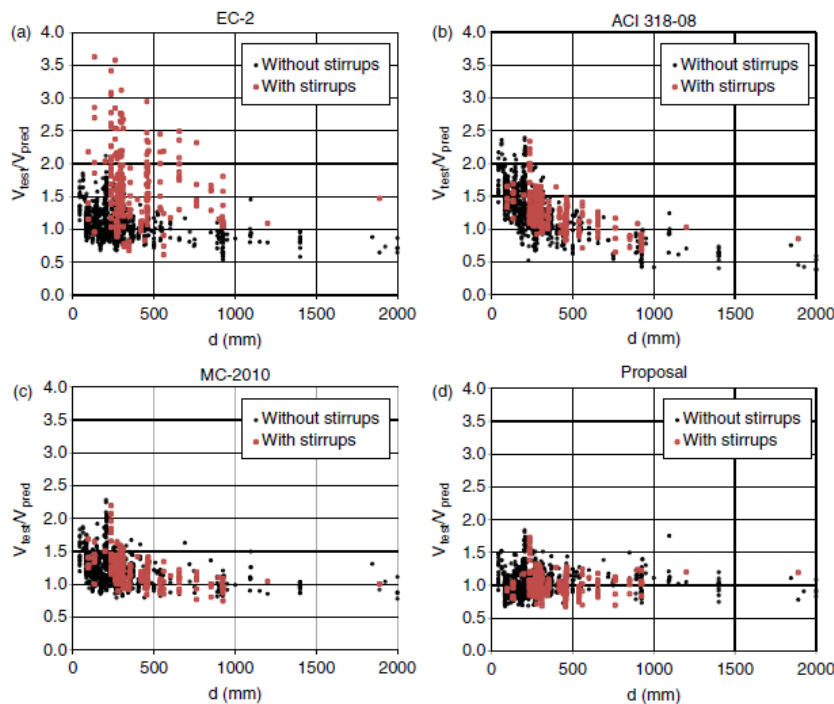 (a)
EC-2
4.0
3.5
3.0
2.5
2.0
1.5
1.0
0.5
0.0
Vtest/Vpred
Without stirrups
With stirrups
0 500 1000 1500 2000
d (mm)
(b)
ACI 318-08
4.0
3.5
3.0
2.5
2.0
1.5
1.0
0.5
0.0
Vtest/Vpred
Without stirrups
With stirrups
0 500 1000 1500 2000
d (mm)
(c)
MC-2010
4.0
3.5
3.0
2.5
2.0
1.5
1.0
0.5
0.0
Vtest/Vpred
Without stirrups
With stirrups
0 500 1000 1500 2000
d (mm)
(d)
Proposal
4.0
3.5
3.0
2.5
2.0
1.5
1.0
0.5
0.0
Vtest/Vpred
Without stirrups
With stirrups
0 500 1000 1500 2000
d (mm)